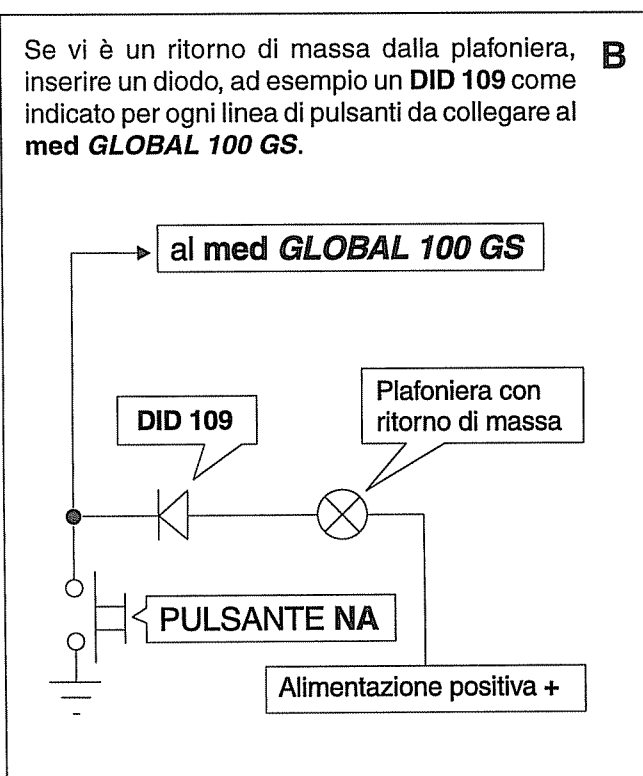 Se vi è un ritorno di massa dalla plafoniera,
B
inserire un diodo, ad esempio un DID 109 come
indicato per ogni linea di pulsanti da collegare al
med GLOBAL 100 GS.
al med GLOBAL 100 GS
Plafoniera con
ritorno di massa
DID 109
PULSANTE NA
Alimentazione positiva +